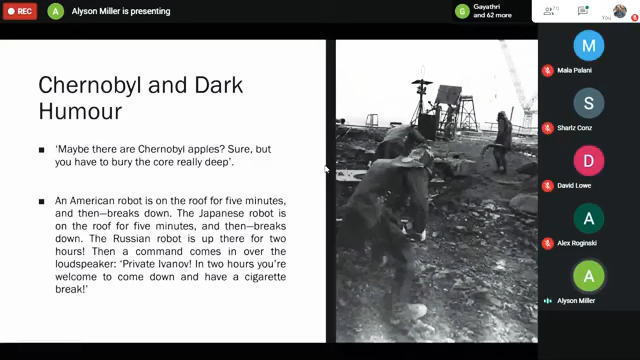 REC
A Alyson Miller is presenting
G Gayathri
and 62 more
You
Chernobyl and Dark
Humour
'Maybe there are Chernobyl apples? Sure, but
you have to bury the core really deep'.
An American robot is on the roof for five minutes,
and then—breaks down. The Japanese robot is
on the roof for five minutes, and then—breaks
down. The Russian robot is up there for two
hours! Then a command comes in over the
loudspeaker: 'Private Ivanov! In two hours you're
welcome to come down and have a cigarette
break!'
M
Mala Palani
S
Sharlz Conz
D
David Lowe
A
Alex Roginski
A
Alyson Miller